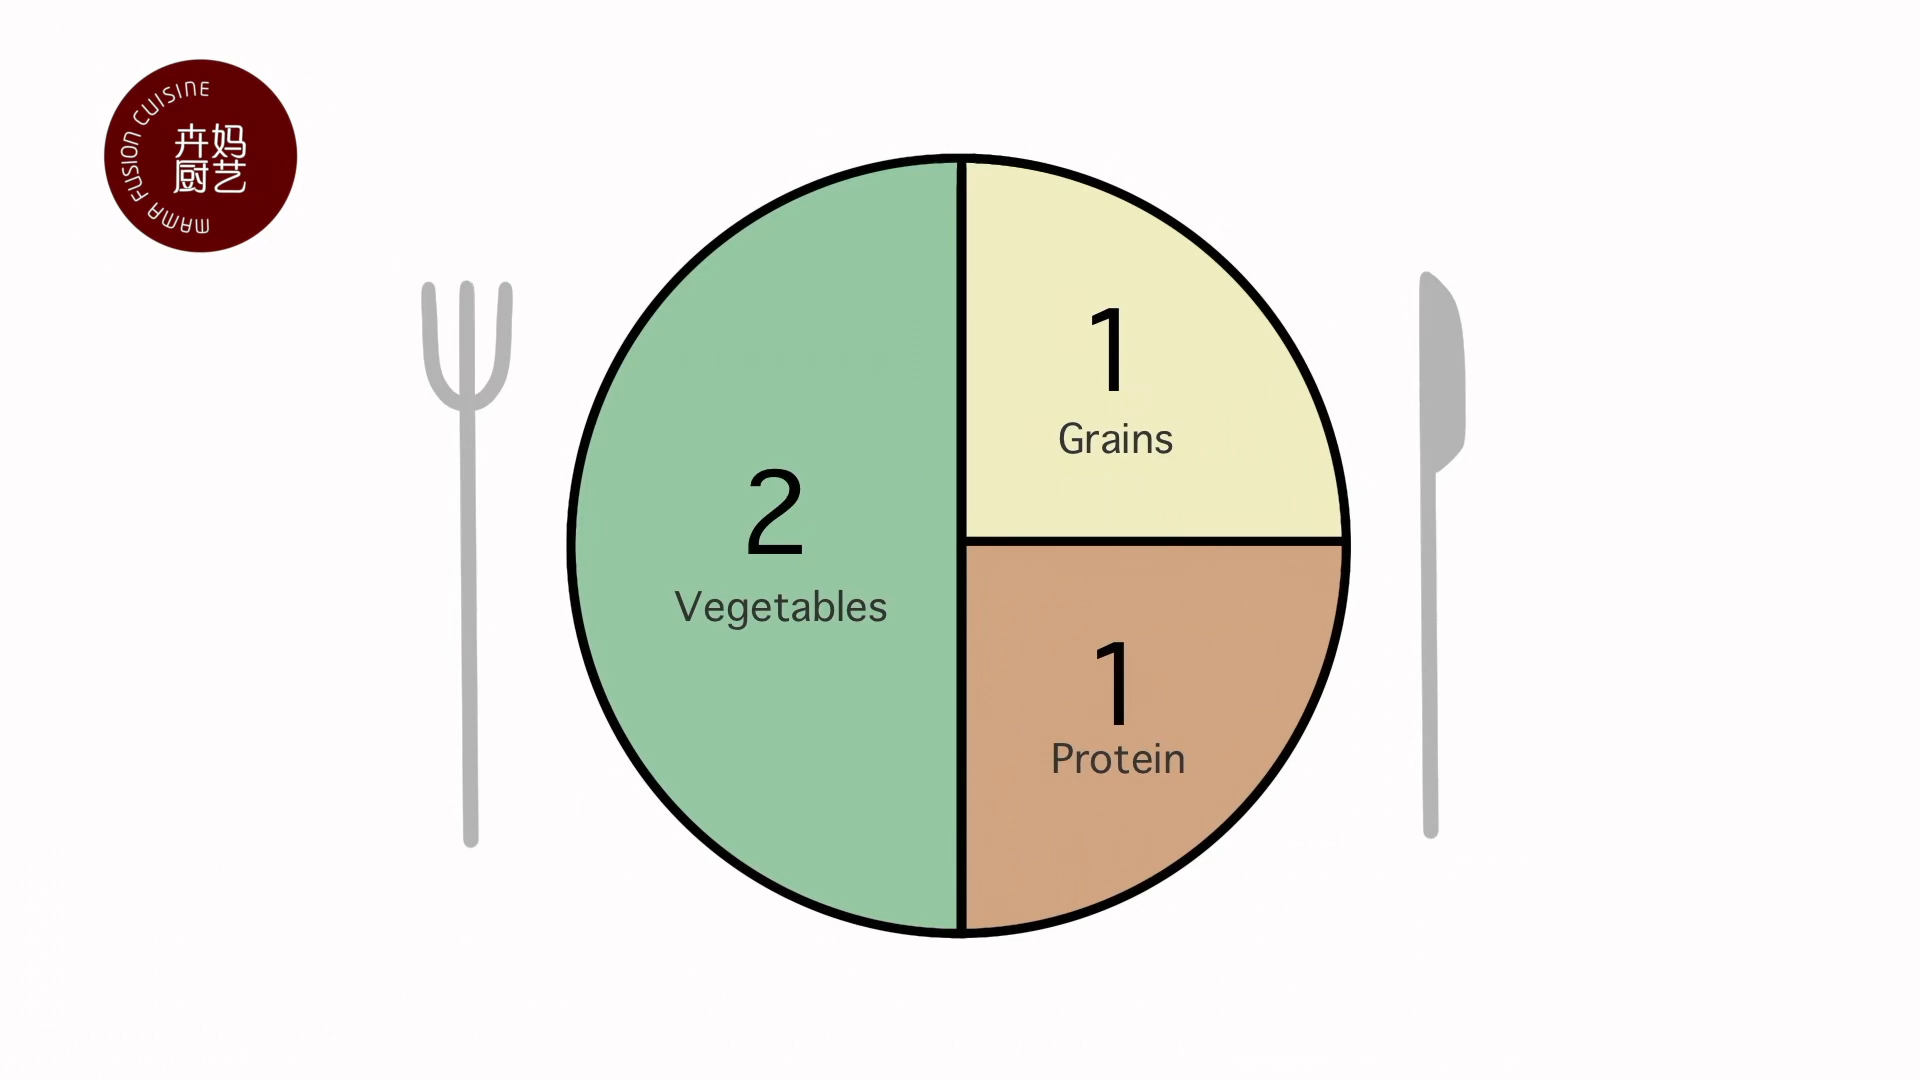 MAMA FUSION CUISINE
卉妈
厨艺
1
Grains
2
Vegetables
1
Protein